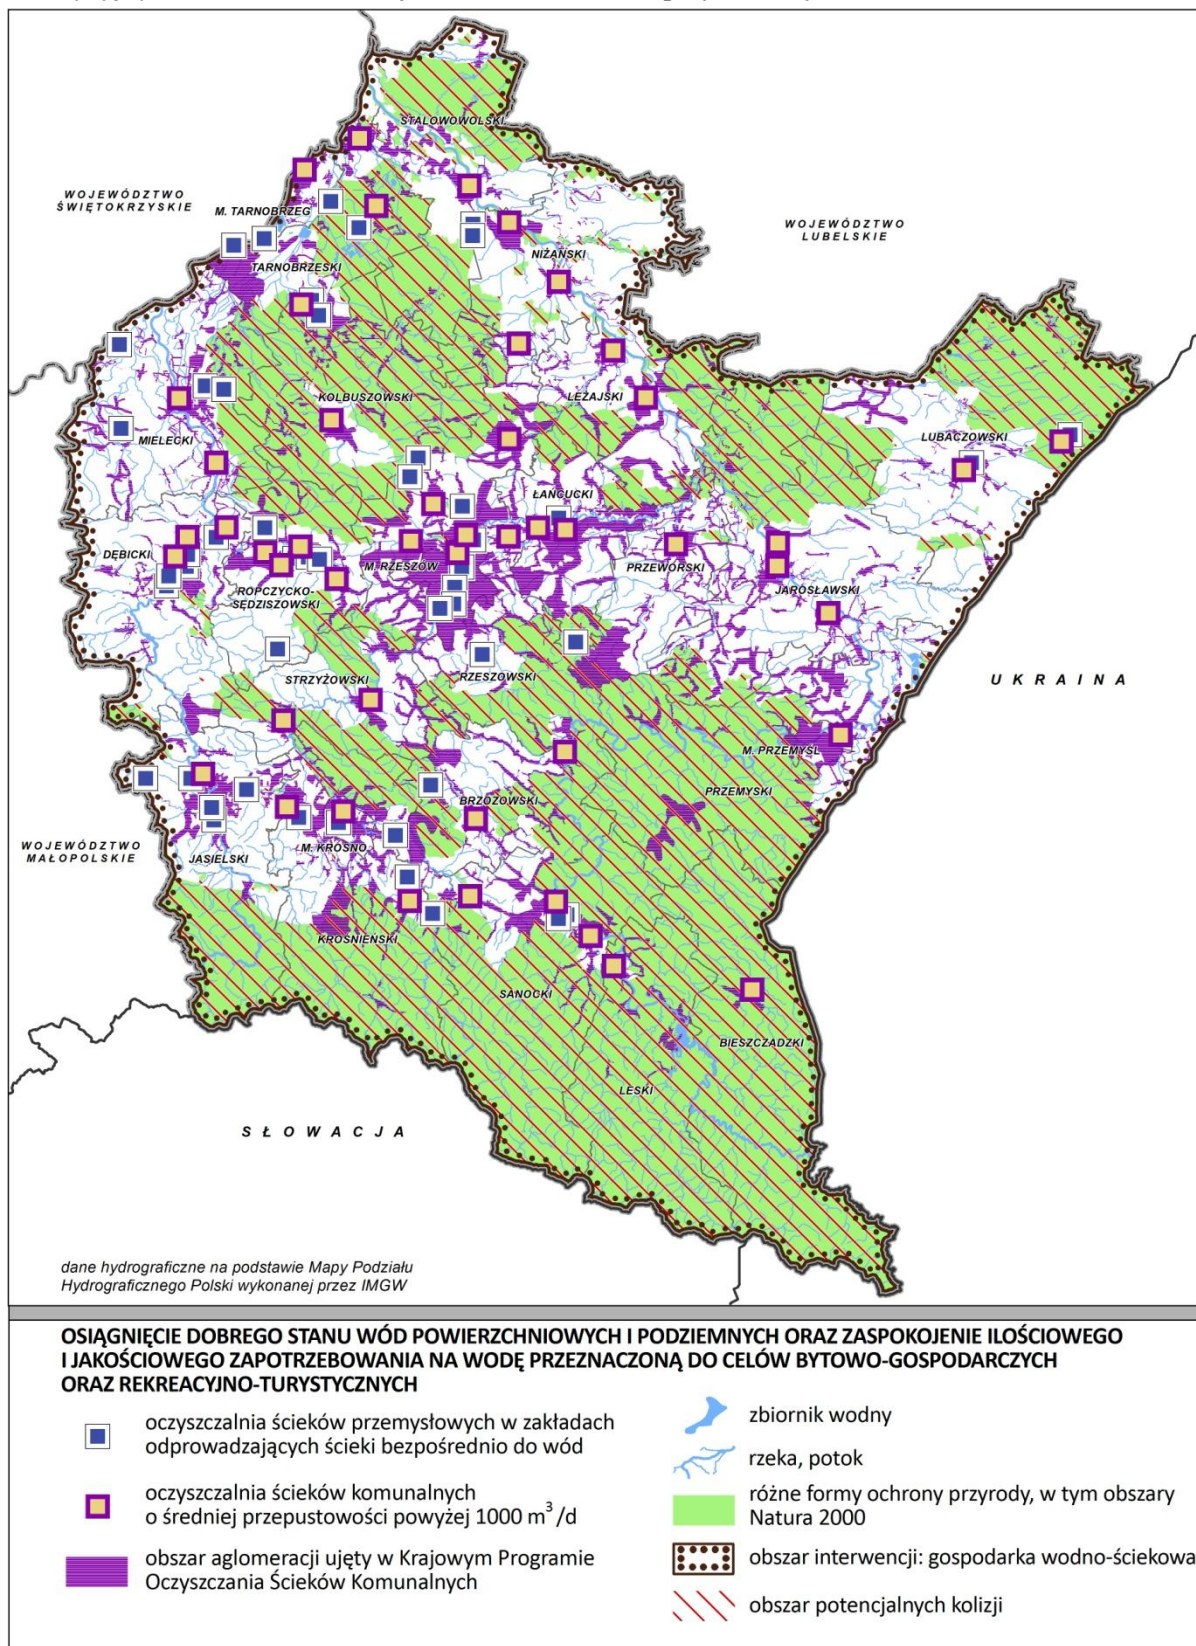 STALOWOWOLSKI
WOJEWÓDZTWO
ŚWIĘTOKRZYSKIE
M. TARNOBRZEG
WOJEWÓDZTWO
LUBELSKIE
NIŻAŃSKI
TARNOBRZESKI
KOLBUSZOWSKI
LEŻAJSKI
MIELECKI
LUBACZOWSKI
ŁAŃCUCKI
DĘBICKI
M. RZESZÓW
PRZEWORSKI
ROPCZYCKO-
SĘDZISZOWSKI
JAROSŁAWSKI
STRZYŻOWSKI
RZESZOWSKI
UKRAINA
M. PRZEMYŚL
PRZEMYSKI
BRZOZOWSKI
WOJEWÓDZTWO
MAŁOPOLSKIE
JASIELSKI
M. KROSNO
KROŚNIEŃSKI
SANOCKI
BIESZCZADZKI
LESKI
SŁOWACJA
dane hydrograficzne na podstawie Mapy Podziału
Hydrograficznego Polski wykonanej przez IMGW
OSIĄGNIĘCIE DOBREGO STANU WÓD POWIERZCHNIOWYCH I PODZIEMNYCH ORAZ ZASPOKOJENIE ILOŚCIOWEGO
I JAKOŚCIOWEGO ZAPOTRZEBOWANIA NA WODĘ PRZEZNACZONĄ DO CELÓW BYTOWO-GOSPODARCZYCH
ORAZ REKREACYJNO-TURYSTYCZNYCH
oczyszczalnia ścieków przemysłowych w zakładach
odprowadzających ścieki bezpośrednio do wód
oczyszczalnia ścieków komunalnych
o średniej przepustowości powyżej 1000 m³/d
obszar aglomeracji ujęty w Krajowym Programie
Oczyszczania Ścieków Komunalnych
zbiornik wodny
rzeka, potok
różne formy ochrony przyrody, w tym obszary
Natura 2000
obszar interwencji: gospodarka wodno-ściekowa
obszar potencjalnych kolizji